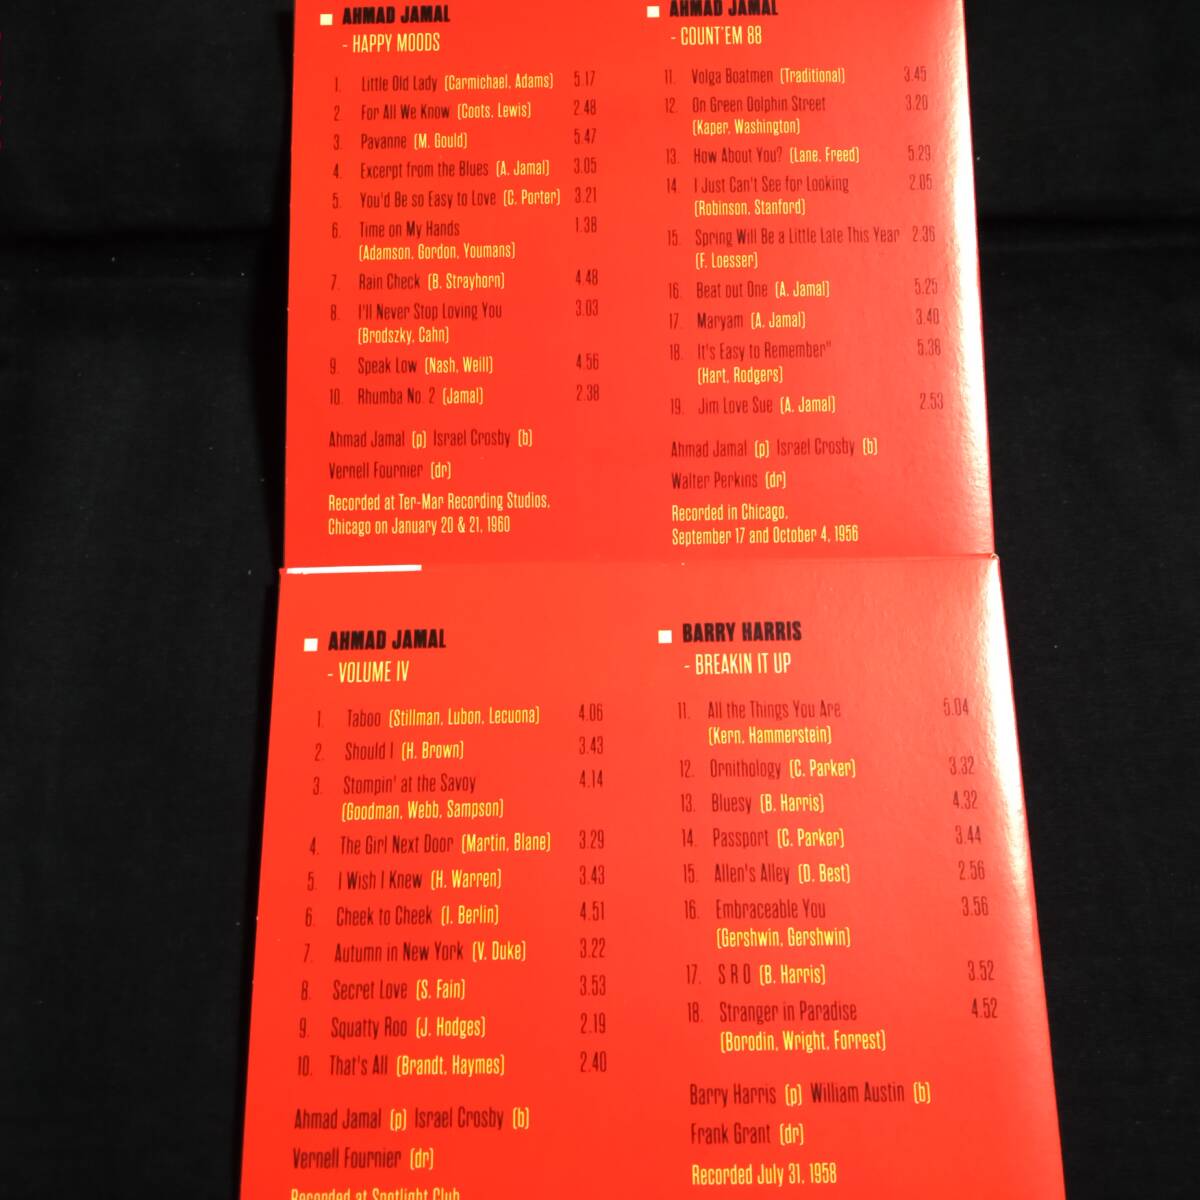 AHMAD JAMAL
- HAPPY MOODS
1. Little Old Lady (Carmichael, Adams) 5.17
2 For All We Know (Coots, Lewis) 2.48
3. Pavanne (M. Gould) 5.47
4. Excerpt from the Blues (A. Jamal) 3.05
5. You'd Be so Easy to Love (C. Porter) 3.21
6. Time on My Hands 1.38
(Adamson, Gordon, Youmans)
7. Rain Check (B. Strayhorn) 4.48
8. I'll Never Stop Loving You 3.03
(Brodszky, Cahn)
9. Speak Low (Nash, Weill) 4.56
10. Rhumba No. 2 (Jamal) 2.38
Ahmad Jamal (p) Israel Crosby (b)
Vernell Fournier (dr)
Recorded at Ter-Mar Recording Studios,
Chicago on January 20 & 21, 1960
AHMAD JAMAL
- COUNT'EM 88
11. Volga Boatmen (Traditional) 3.45
12. On Green Dolphin Street 3.20
(Kaper, Washington)
13. How About You? (Lane, Freed) 5.29
14. I Just Can't See for Looking 2.05
(Robinson, Stanford)
15. Spring Will Be a Little Late This Year 2.36
(F. Loesser)
16. Beat out One (A. Jamal) 5.25
17. Maryam (A. Jamal) 3.40
18. It's Easy to Remember" 5.36
(Hart, Rodgers)
19. Jim Love Sue (A. Jamal) 2.53
Ahmad Jamal (p) Israel Crosby (b)
Walter Perkins (dr)
Recorded in Chicago,
September 17 and October 4, 1956
AHMAD JAMAL
- VOLUME IV
1. Taboo (Stillman, Lubon, Lecuona) 4.06
2. Should I (H. Brown) 3.43
3. Stompin' at the Savoy 4.14
(Goodman, Webb, Sampson)
4. The Girl Next Door (Martin, Blane) 3.29
5. I Wish I Knew (H. Warren) 3.43
6. Cheek to Cheek (I. Berlin) 4.51
7. Autumn in New York (V. Duke) 3.22
8. Secret Love (S. Fain) 3.53
9. Squatty Roo (J. Hodges) 2.19
10. That's All (Brandt, Haymes) 2.40
Ahmad Jamal (p) Israel Crosby (b)
Vernell Fournier (dr)
Recorded at Spotlight Club
BARRY HARRIS
- BREAKIN IT UP
11. All the Things You Are 5.04
(Kern, Hammerstein)
12. Ornithology (C. Parker) 3.32
13. Bluesy (B. Harris) 4.32
14. Passport (C. Parker) 3.44
15. Allen's Alley (D. Best) 2.56
16. Embraceable You 3.56
(Gershwin, Gershwin)
17. S R O (B. Harris) 3.52
18. Stranger in Paradise 4.52
(Borodin, Wright, Forrest)
Barry Harris (p) William Austin (b)
Frank Grant (dr)
Recorded July 31, 1958